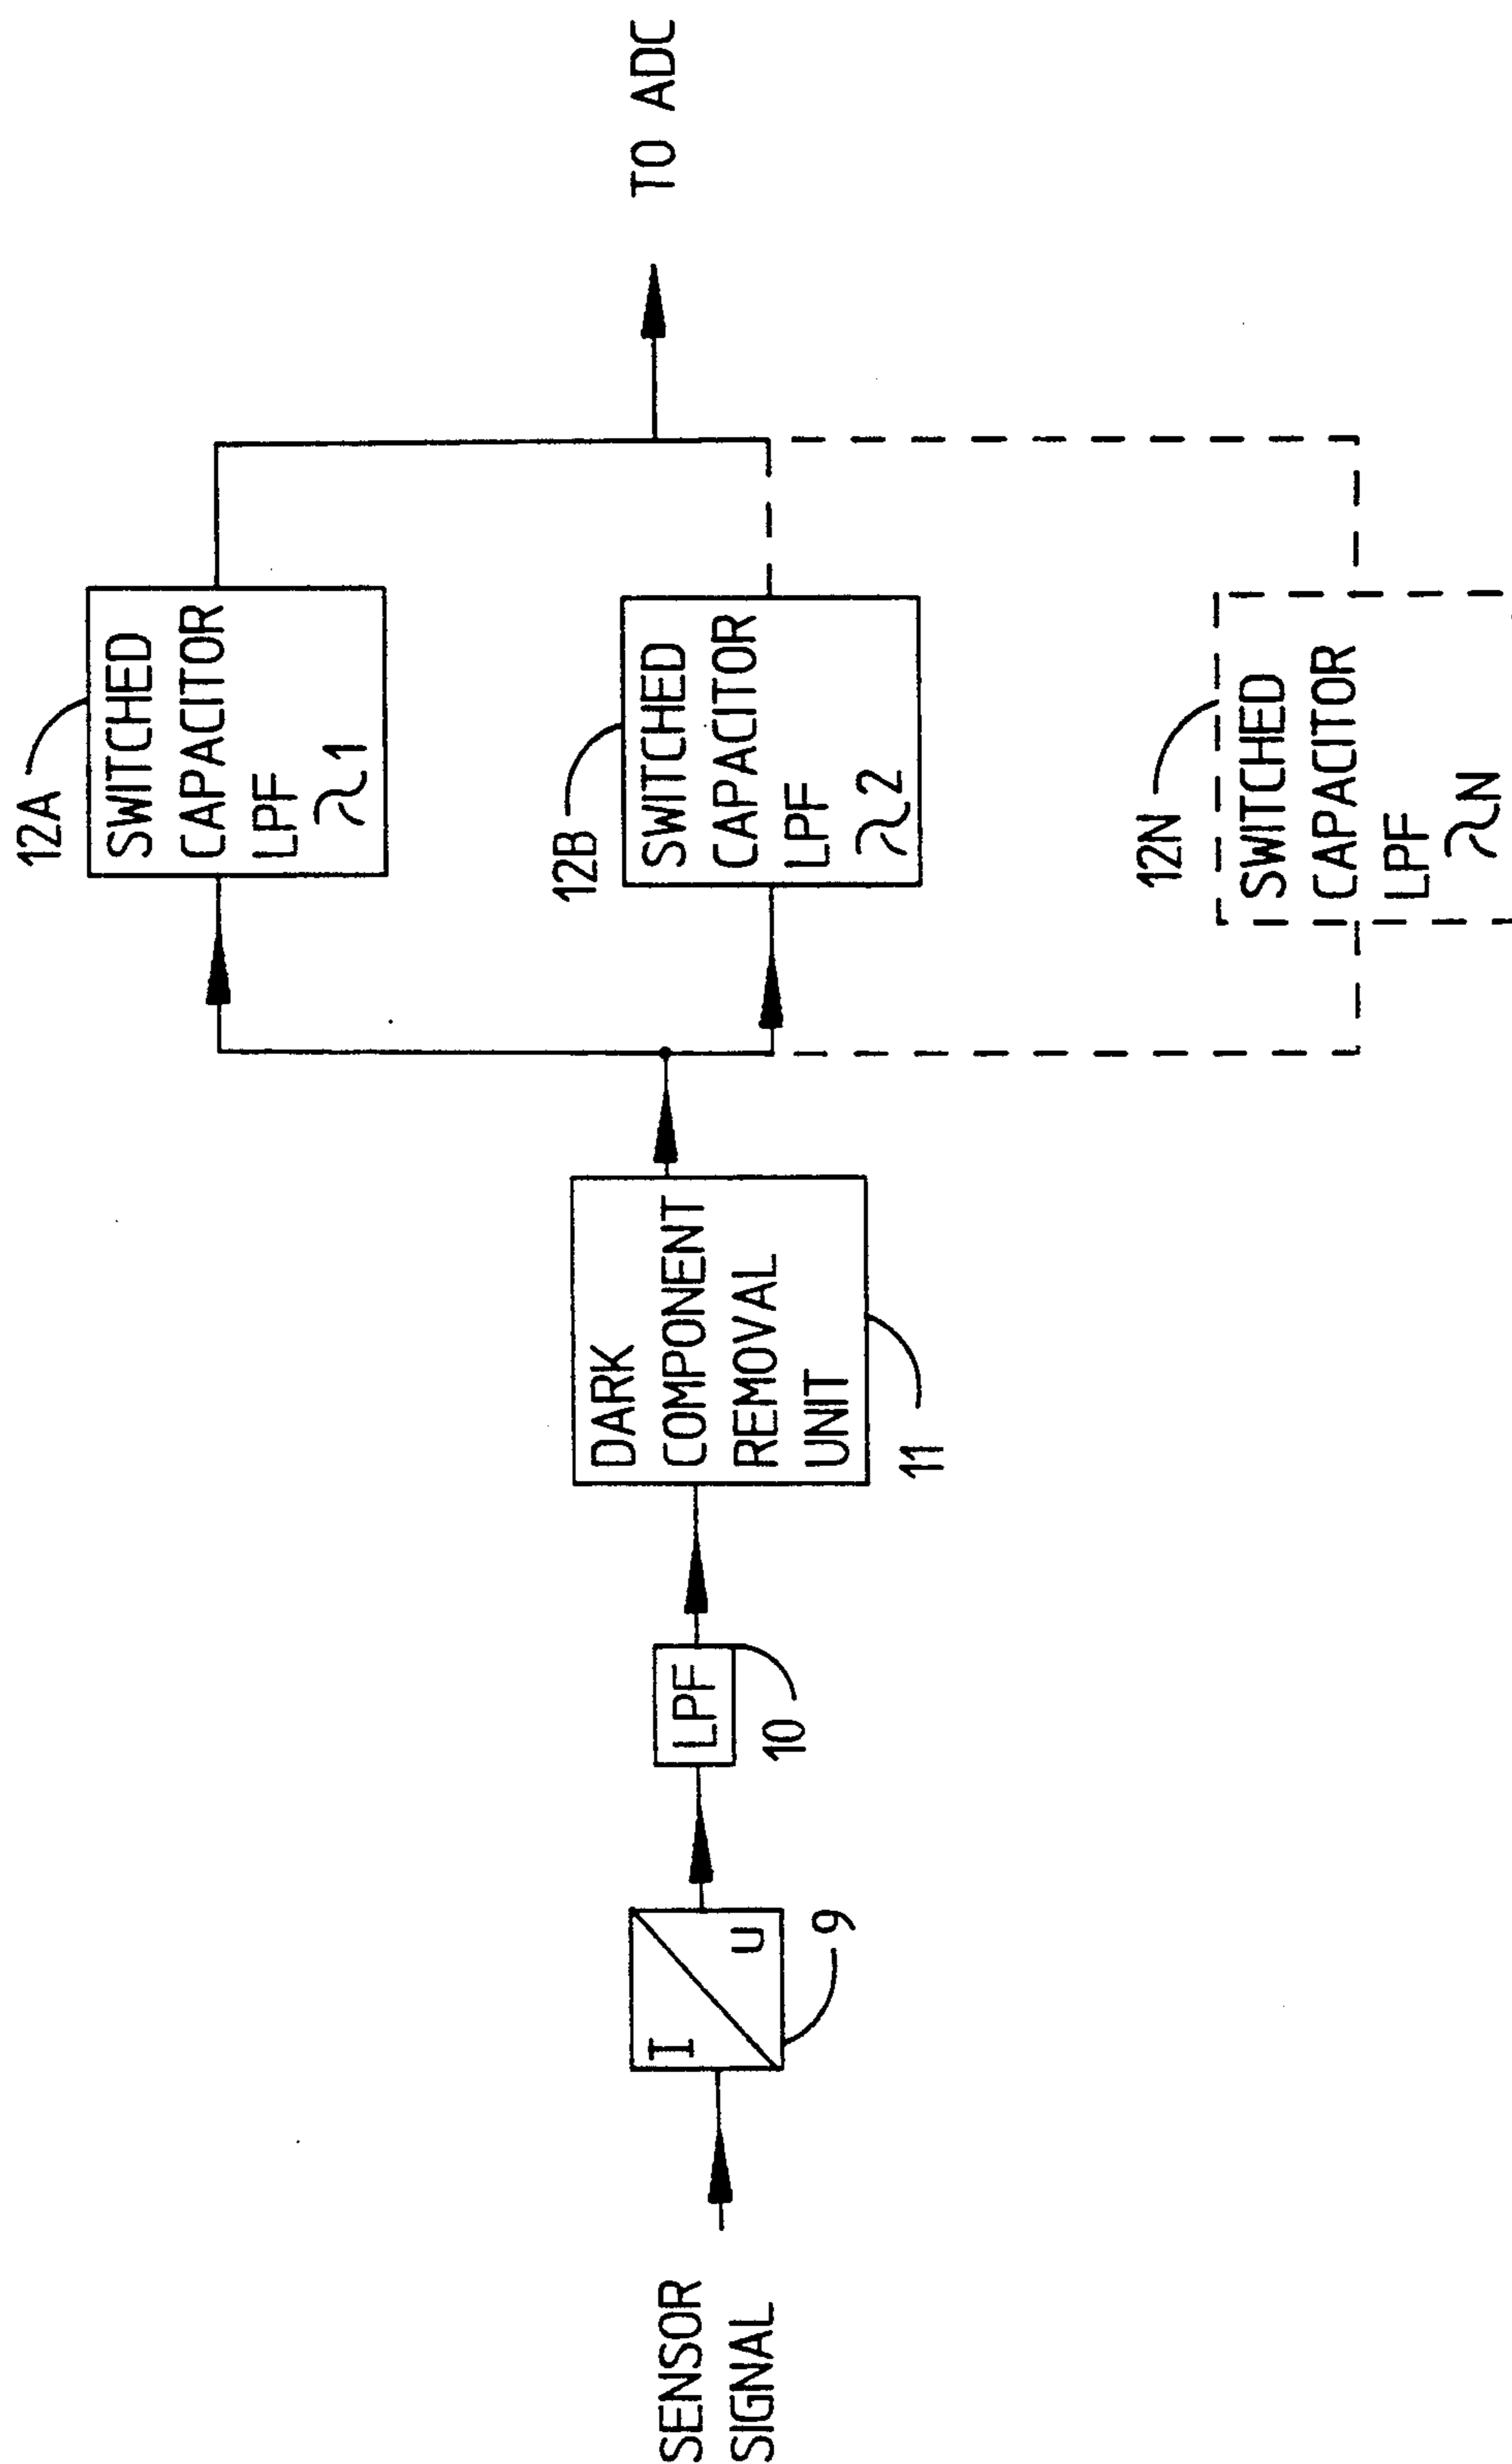 SENSOR
SIGNAL
I
U
9
LPF
10
DARK
COMPONENT
REMOVAL
UNIT
11
12A
SWITCHED
CAPACITOR
LPF
1
12B
SWITCHED
CAPACITOR
LPF
2
12N
SWITCHED
CAPACITOR
LPF
N
TO ADC